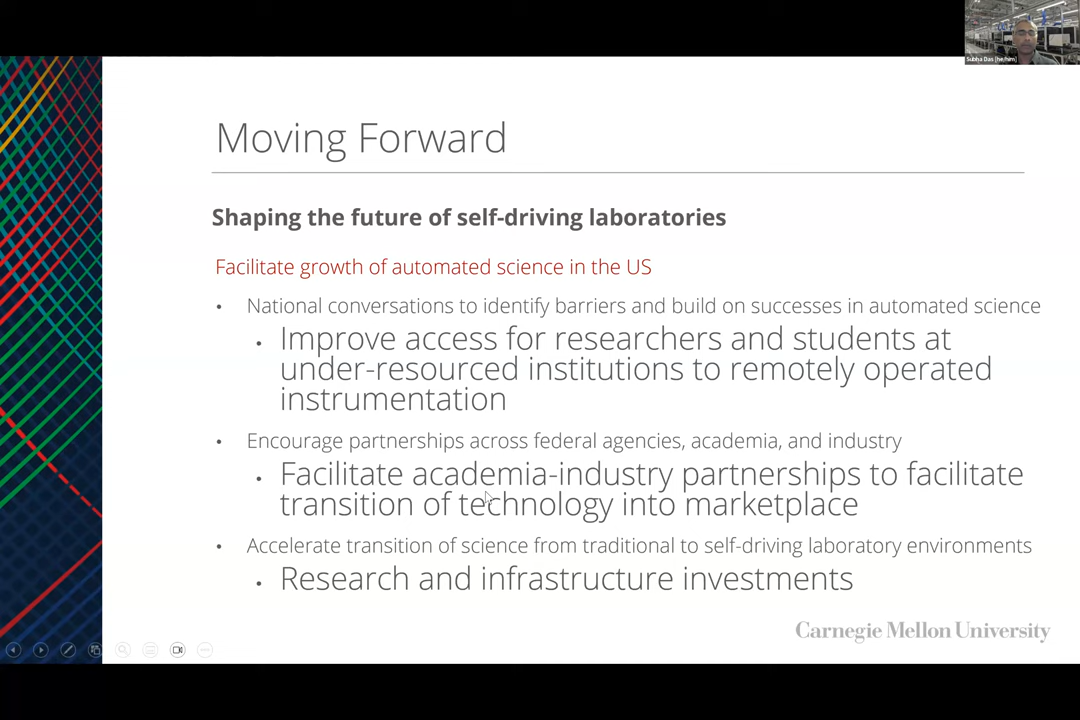 Subha Das [he/him]
Moving Forward
Shaping the future of self-driving laboratories
Facilitate growth of automated science in the US
• National conversations to identify barriers and build on successes in automated science
• Improve access for researchers and students at
under-resourced institutions to remotely operated
instrumentation
• Encourage partnerships across federal agencies, academia, and industry
• Facilitate academia-industry partnerships to facilitate
transition of technology into marketplace
• Accelerate transition of science from traditional to self-driving laboratory environments
• Research and infrastructure investments
Carnegie Mellon University